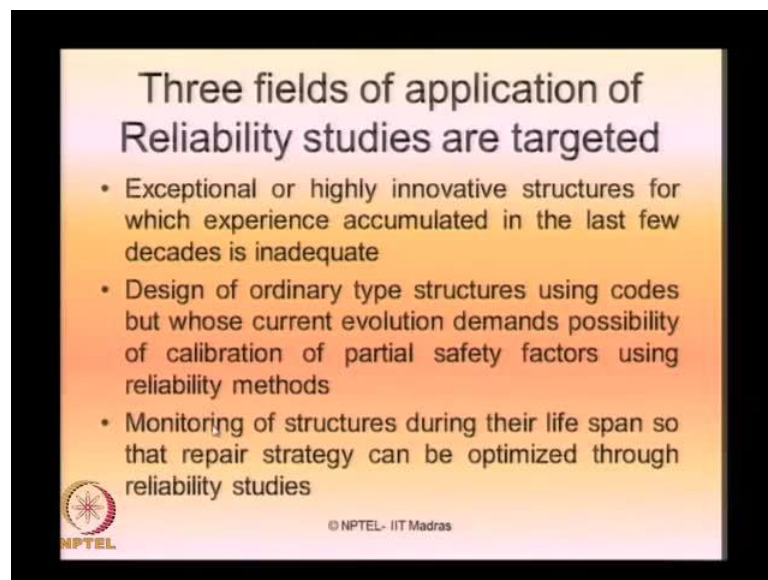 Three fields of application of
Reliability studies are targeted
• Exceptional or highly innovative structures for
which experience accumulated in the last few
decades is inadequate
• Design of ordinary type structures using codes
but whose current evolution demands possibility
of calibration of partial safety factors using
reliability methods
• Monitoring of structures during their life span so
that repair strategy can be optimized through
reliability studies
NPTEL
© NPTEL- IIT Madras